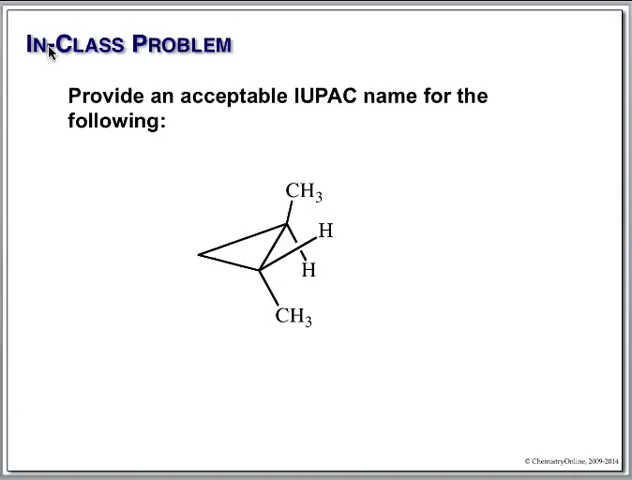 IN-CLASS PROBLEM
Provide an acceptable IUPAC name for the
following:
CH3
H
H
CH3
© ChemistryOnline, 2009-2014